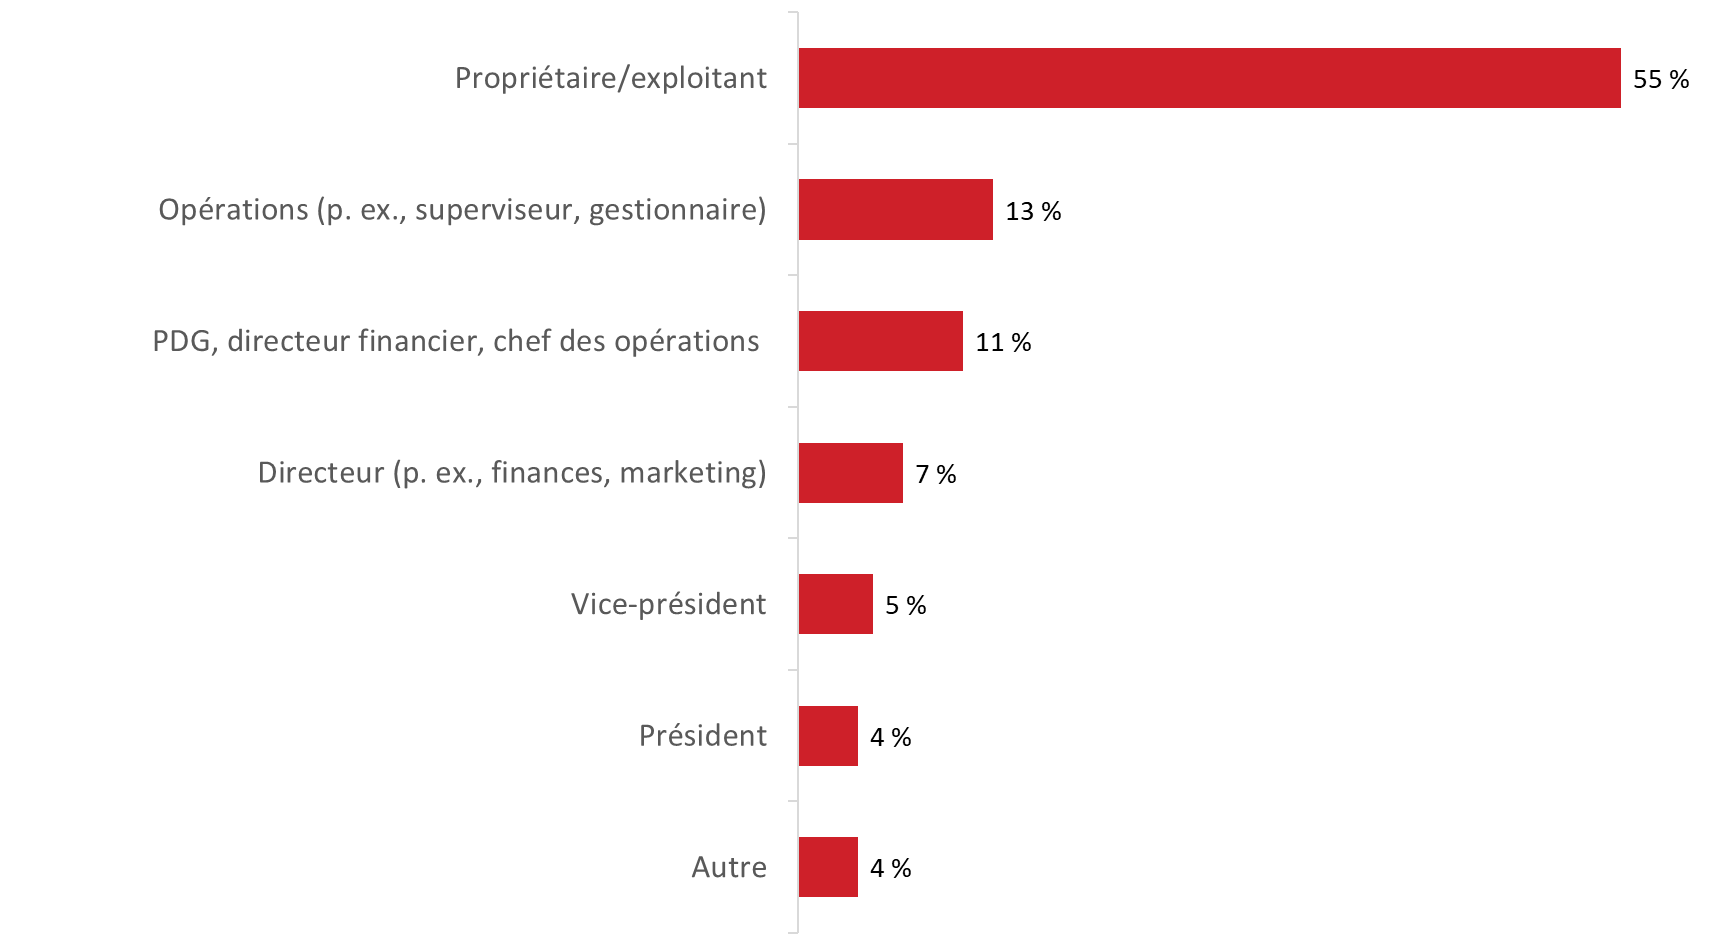 Propriétaire/exploitant 55 %
Opérations (p. ex., superviseur, gestionnaire) 13 %
PDG, directeur financier, chef des opérations 11 %
Directeur (p. ex., finances, marketing) 7 %
Vice-président 5 %
Président 4 %
Autre 4 %